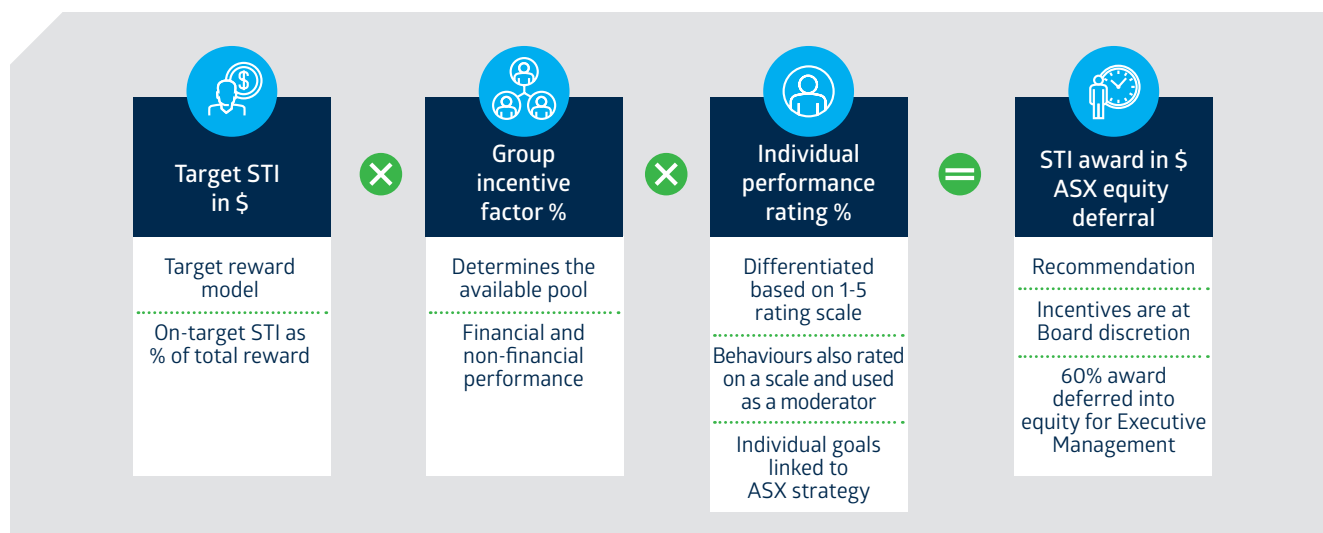 Target STI
in $
Target reward
model
On-target STI as
% of total reward
Group
incentive
factor %
Determines the
available pool
Financial and
non-financial
performance
Individual
performance
rating %
Differentiated
based on 1-5
rating scale
Behaviours also rated
on a scale and used
as a moderator
Individual goals
linked to
ASX strategy
STI award in $
ASX equity
deferral
Recommendation
Incentives are at
Board discretion
60% award
deferred into
equity for Executive
Management